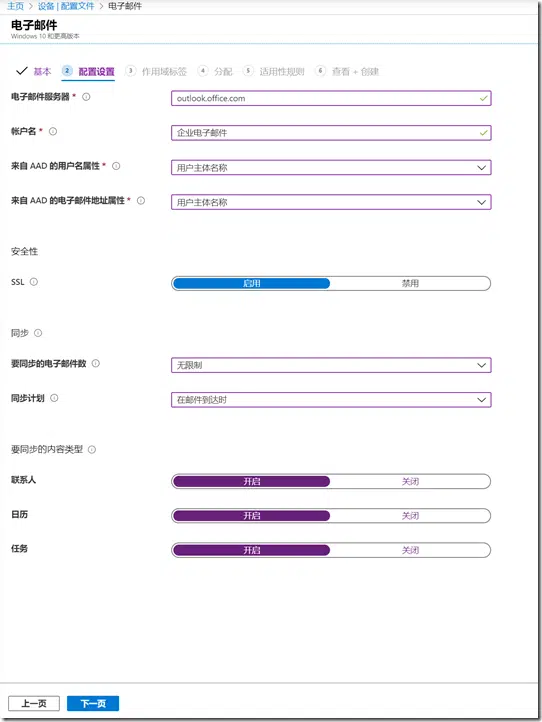 主页 > 设备 | 配置文件 > 电子邮件
电子邮件
Windows 10 和更高版本
基本 2 配置设置 3 作用域标签 4 分配 5 适用性规则 6 查看 + 创建
电子邮件服务器 * outlook.office.com
帐户名 * 企业电子邮件
来自 AAD 的用户名属性 * 用户主体名称
来自 AAD 的电子邮件地址属性 * 用户主体名称
安全性
SSL 启用 禁用
同步
要同步的电子邮件数 无限制
同步计划 在邮件到达时
要同步的内容类型
联系人 开启 关闭
日历 开启 关闭
任务 开启 关闭
上一页 下一页